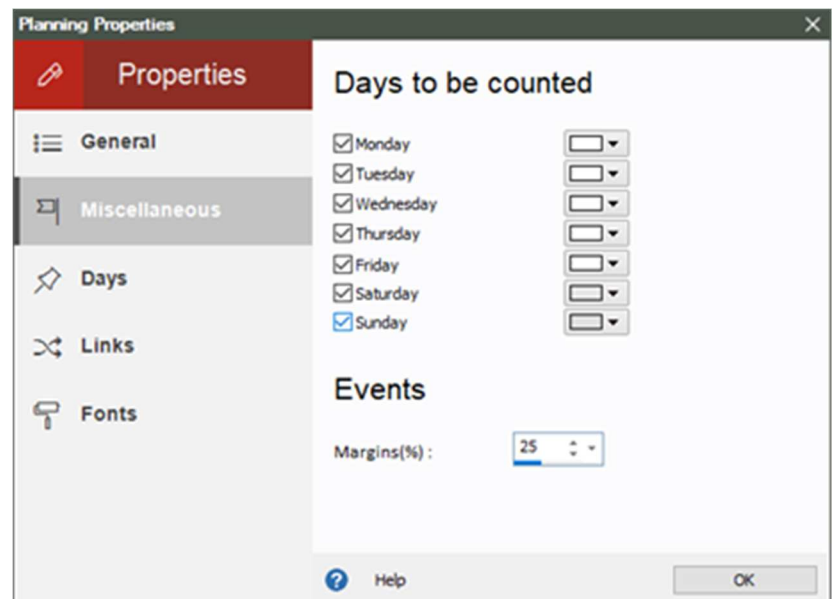 Planning Properties
Properties
General
Miscellaneous
Days
Links
Fonts
Days to be counted
Monday
Tuesday
Wednesday
Thursday
Friday
Saturday
Sunday
Events
Margins(%) : 25
Help
OK